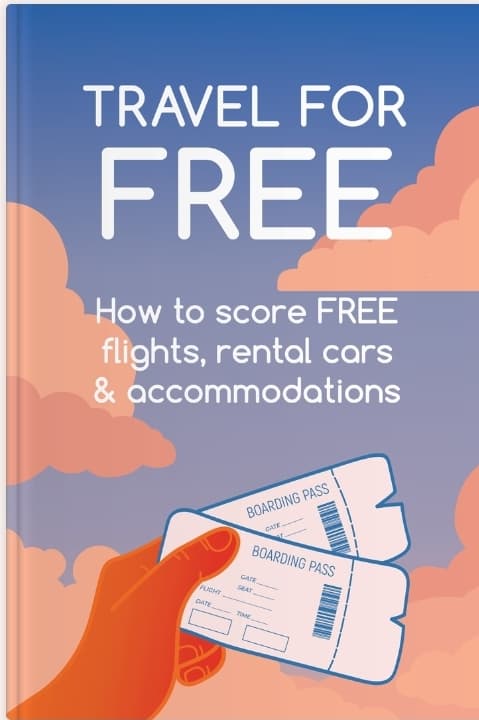 TRAVEL FOR
FREE
How to score FREE
flights, rental cars
& accommodations
BOARDING PASS
GATE
BOARDING PASS
GATE
SEAT
FLIGHT
DATE
TIME